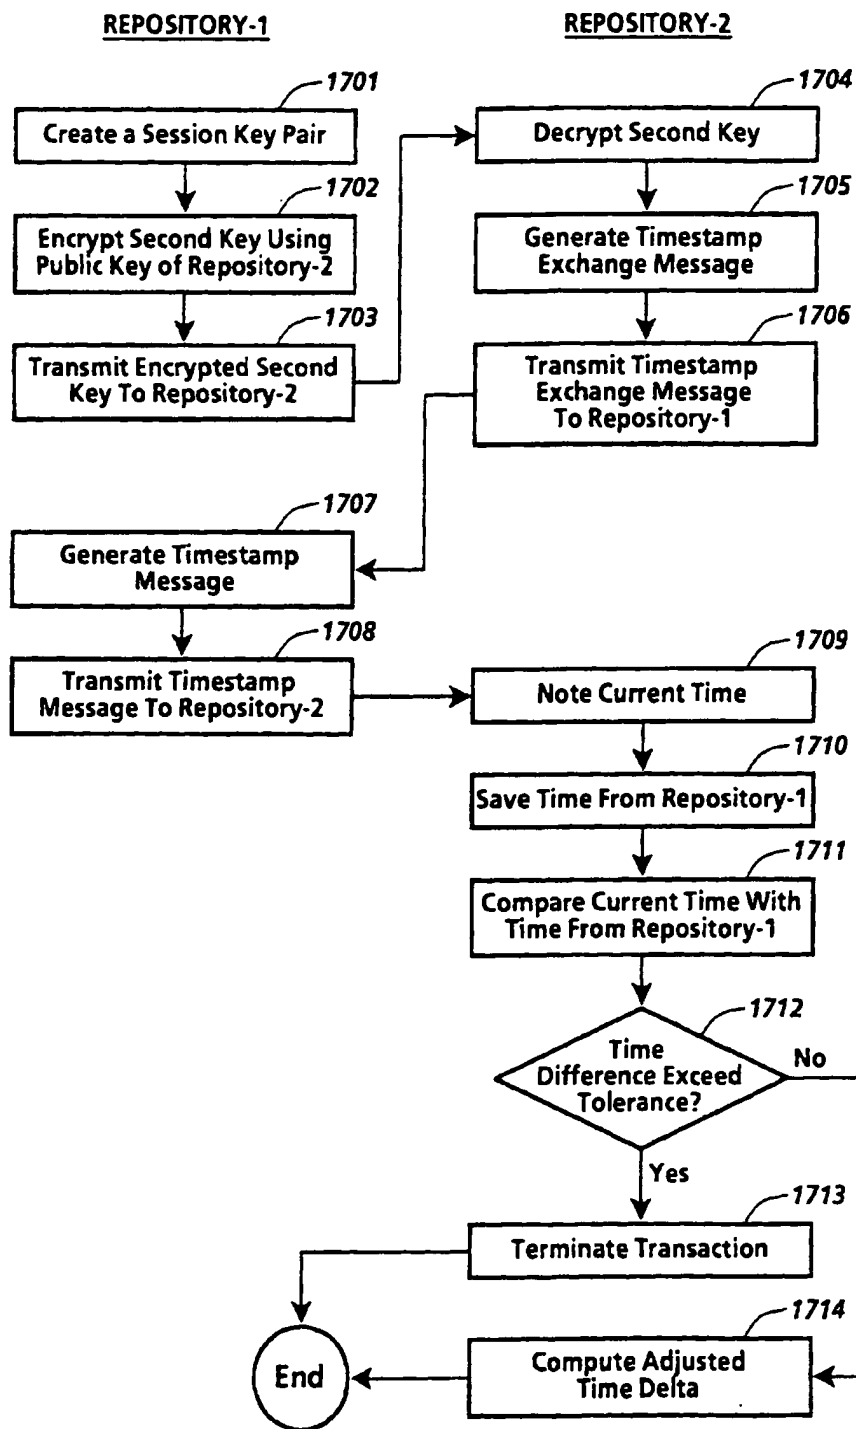 REPOSITORY-1
REPOSITORY-2
1701
Create a Session Key Pair
1702
Encrypt Second Key Using
Public Key of Repository-2
1703
Transmit Encrypted Second
Key To Repository-2
1704
Decrypt Second Key
1705
Generate Timestamp
Exchange Message
1706
Transmit Timestamp
Exchange Message
To Repository-1
1707
Generate Timestamp
Message
1708
Transmit Timestamp
Message To Repository-2
1709
Note Current Time
1710
Save Time From Repository-1
1711
Compare Current Time With
Time From Repository-1
1712
Time
Difference Exceed
Tolerance?
No
Yes
1713
Terminate Transaction
1714
Compute Adjusted
Time Delta
End